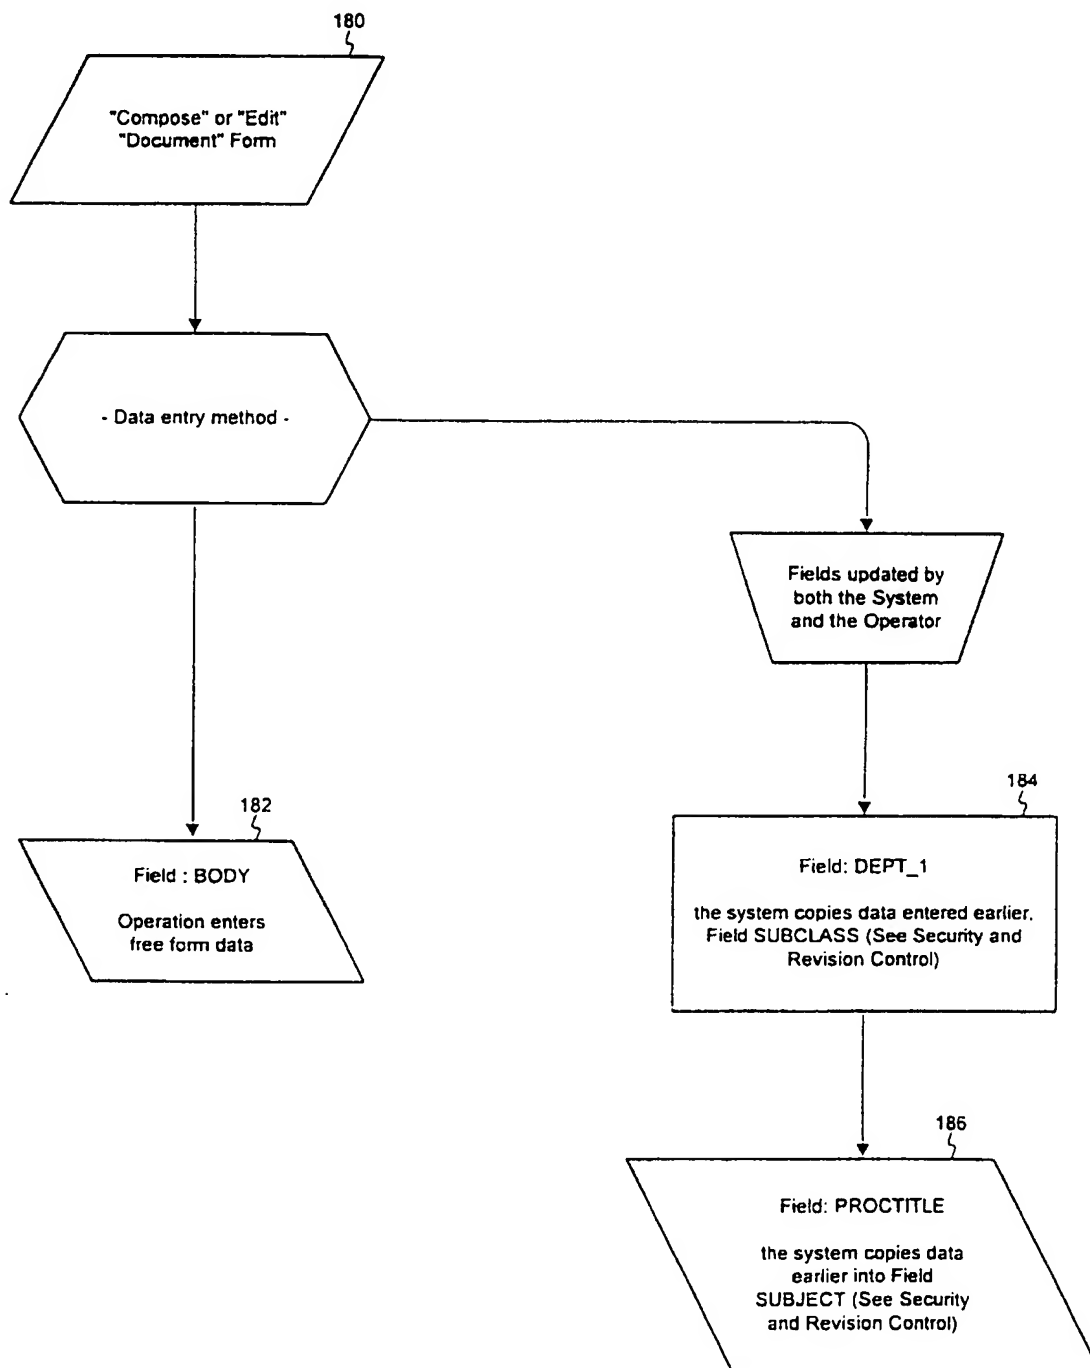 180
"Compose" or "Edit"
"Document" Form
- Data entry method -
Fields updated by
both the System
and the Operator
182
Field : BODY
Operation enters
free form data
184
Field: DEPT_1
the system copies data entered earlier.
Field SUBCLASS (See Security and
Revision Control)
186
Field: PROCTITLE
the system copies data
earlier into Field
SUBJECT (See Security
and Revision Control)